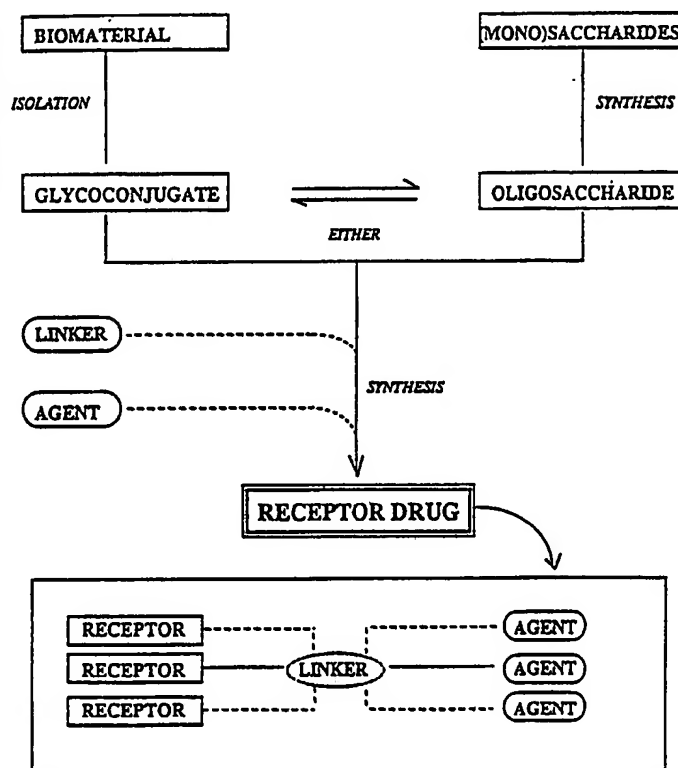 BIOMATERIAL
(MONO)SACCHARIDES
ISOLATION
SYNTHESIS
GLYCOCONJUGATE
OLIGOSACCHARIDE
EITHER
LINKER
SYNTHESIS
AGENT
RECEPTOR DRUG
RECEPTOR
AGENT
RECEPTOR
LINKER
AGENT
RECEPTOR
AGENT